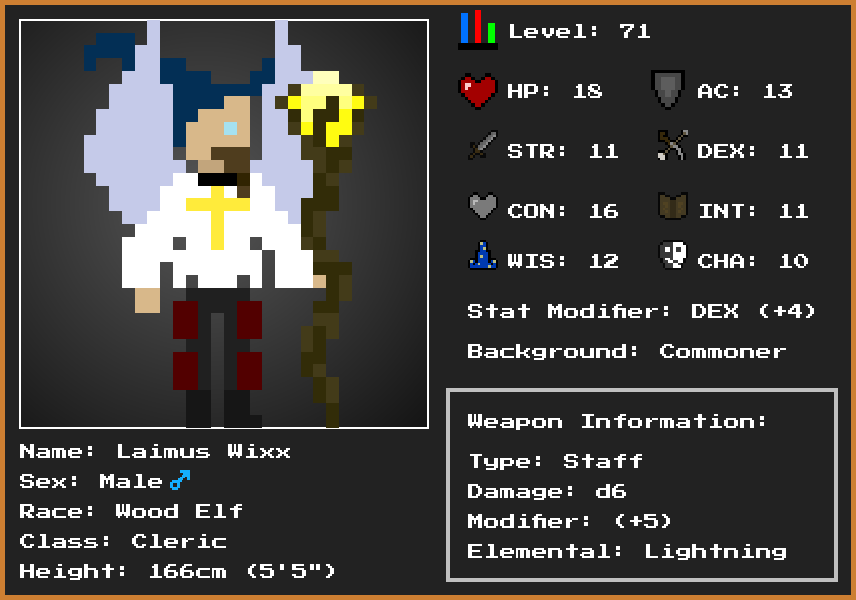 Level: 71
HP: 18 AC: 13
STR: 11 DEX: 11
CON: 16 INT: 11
WIS: 12 CHA: 10
Stat Modifier: DEX (+4)
Background: Commoner
Weapon Information:
Type: Staff
Damage: d6
Modifier: (+5)
Elemental: Lightning
Name: Laimus Wixx
Sex: Male♂
Race: Wood Elf
Class: Cleric
Height: 166cm (5'5")